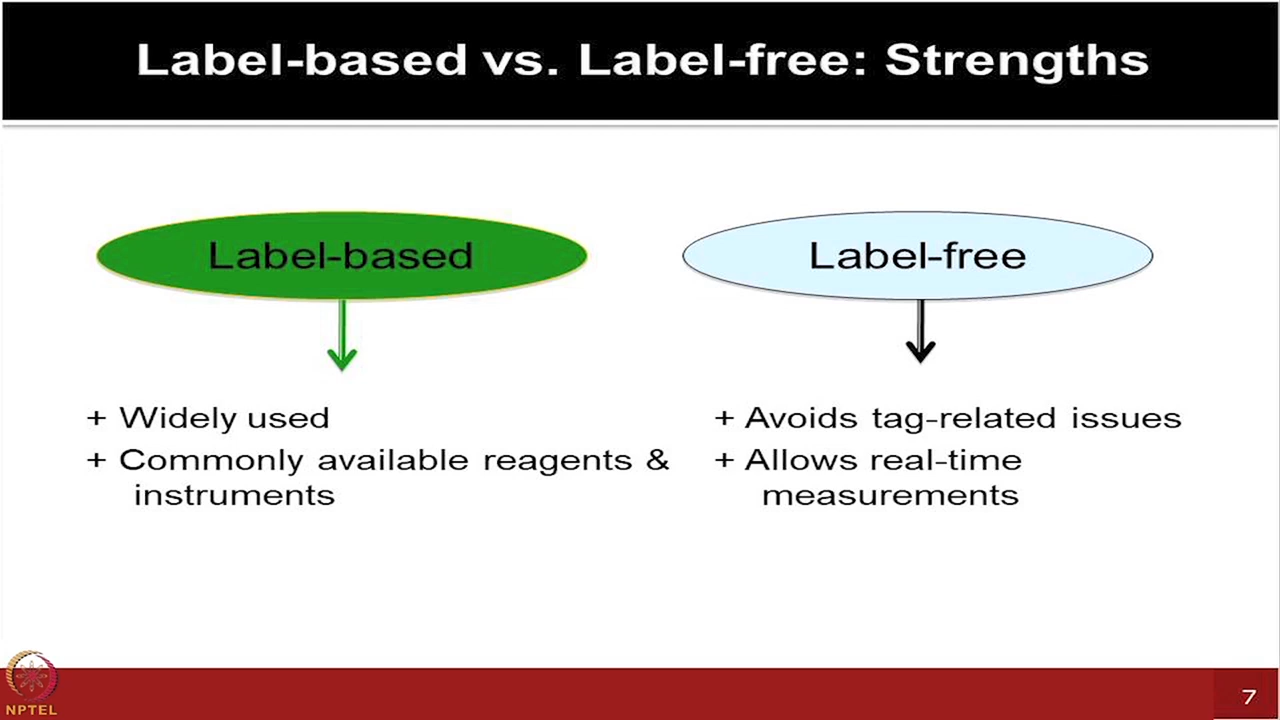 Label-based vs. Label-free: Strengths
Label-based
+ Widely used
+ Commonly available reagents &
instruments
Label-free
+ Avoids tag-related issues
+ Allows real-time
measurements
NPTEL
7